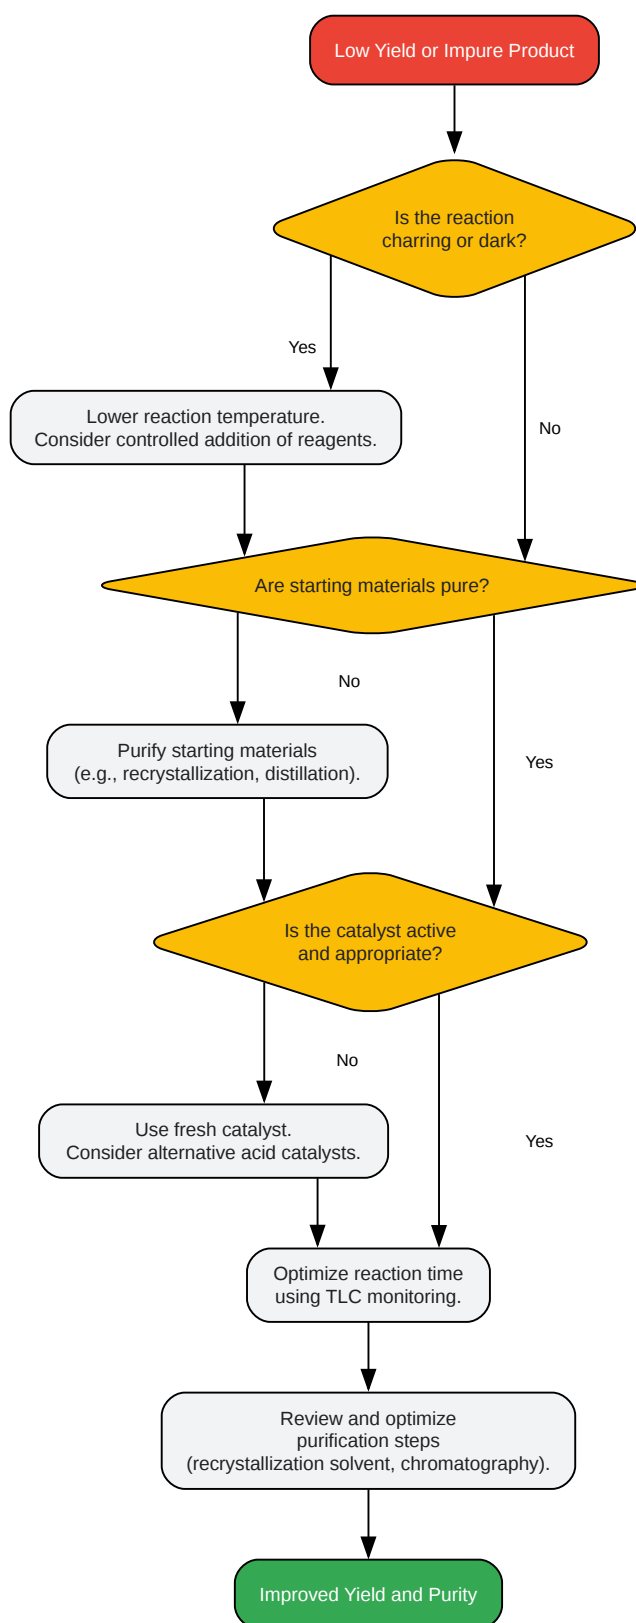 Low Yield or Impure Product
Is the reaction
charring or dark?
Yes
No
Lower reaction temperature.
Consider controlled addition of reagents.
Are starting materials pure?
No
Yes
Purify starting materials
(e.g., recrystallization, distillation).
Is the catalyst active
and appropriate?
No
Yes
Use fresh catalyst.
Consider alternative acid catalysts.
Optimize reaction time
using TLC monitoring.
Review and optimize
purification steps
(recrystallization solvent, chromatography).
Improved Yield and Purity